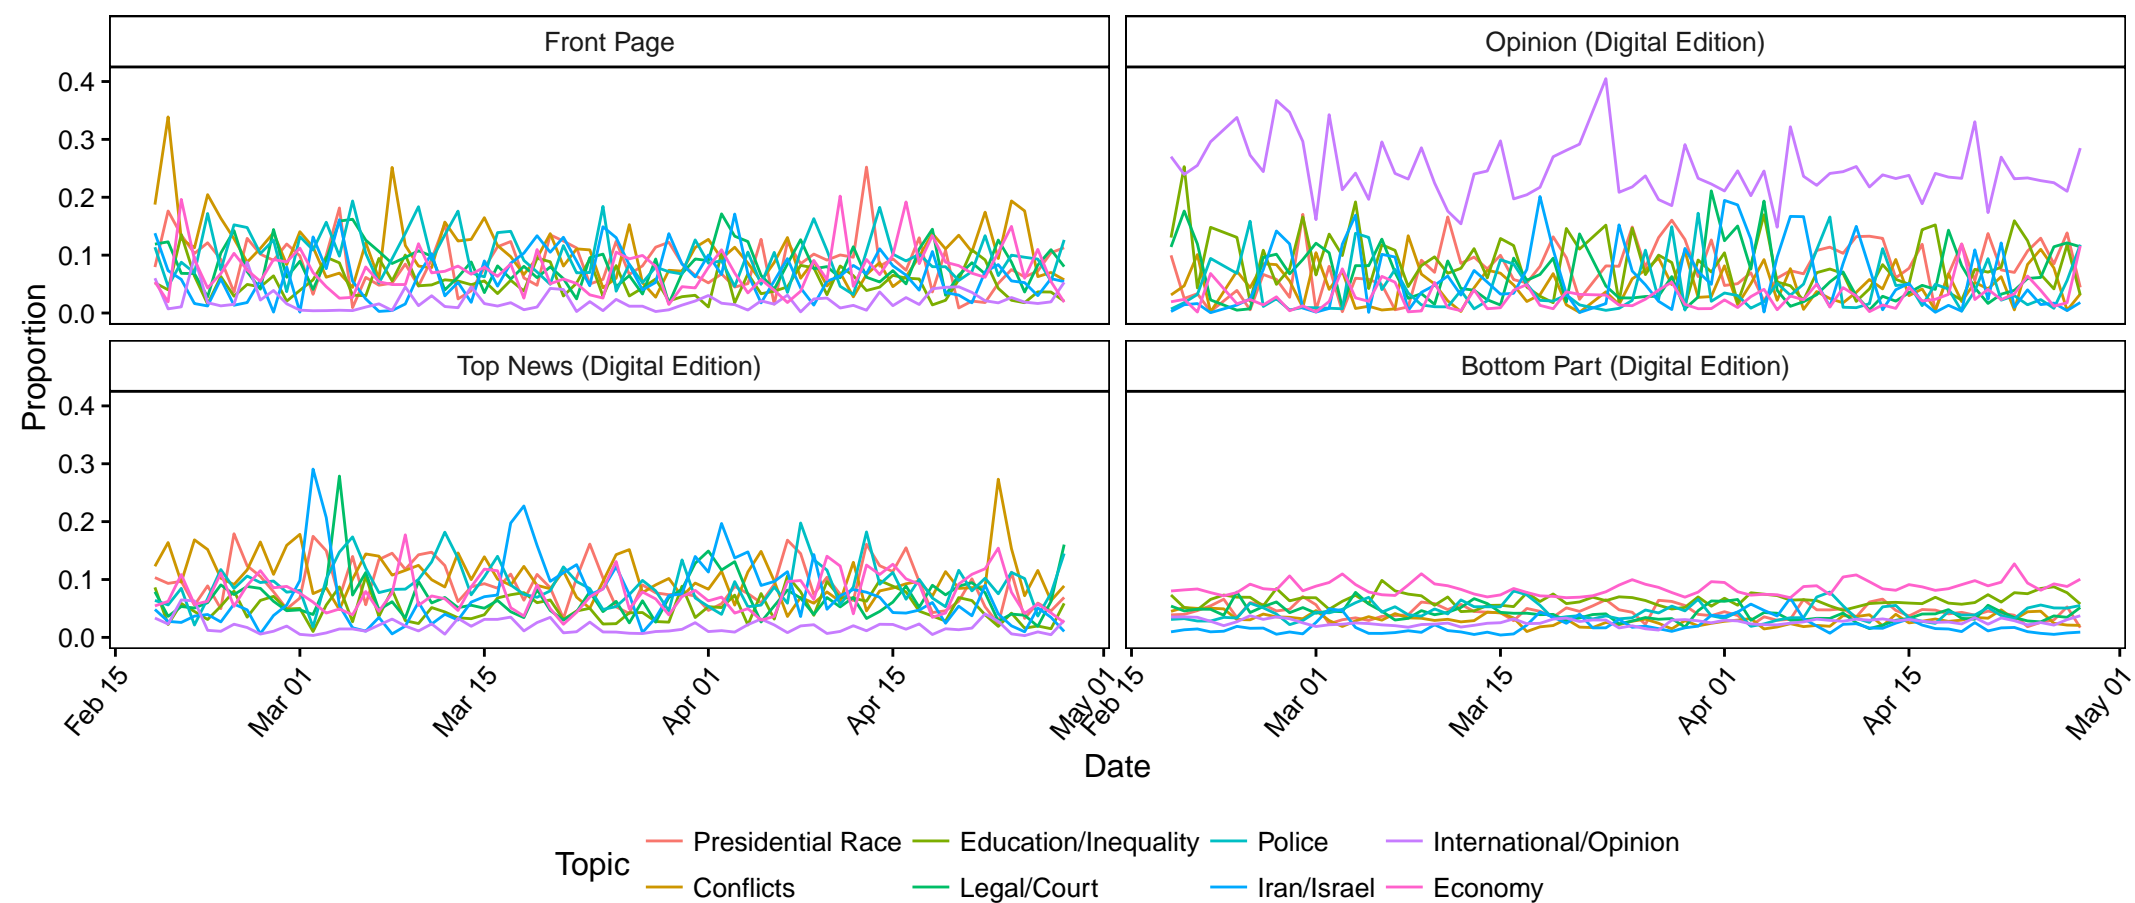 Front Page
Opinion (Digital Edition)
0.4
0.3
0.2
0.1
0.0
Top News (Digital Edition)
Bottom Part (Digital Edition)
0.4
0.3
0.2
0.1
0.0
Proportion
Feb 15
Mar 01
Mar 15
Apr 01
Apr 15
May 01
Feb 15
Mar 01
Mar 15
Apr 01
Apr 15
May 01
Date
Topic
Presidential Race
Education/Inequality
Police
International/Opinion
Conflicts
Legal/Court
Iran/Israel
Economy